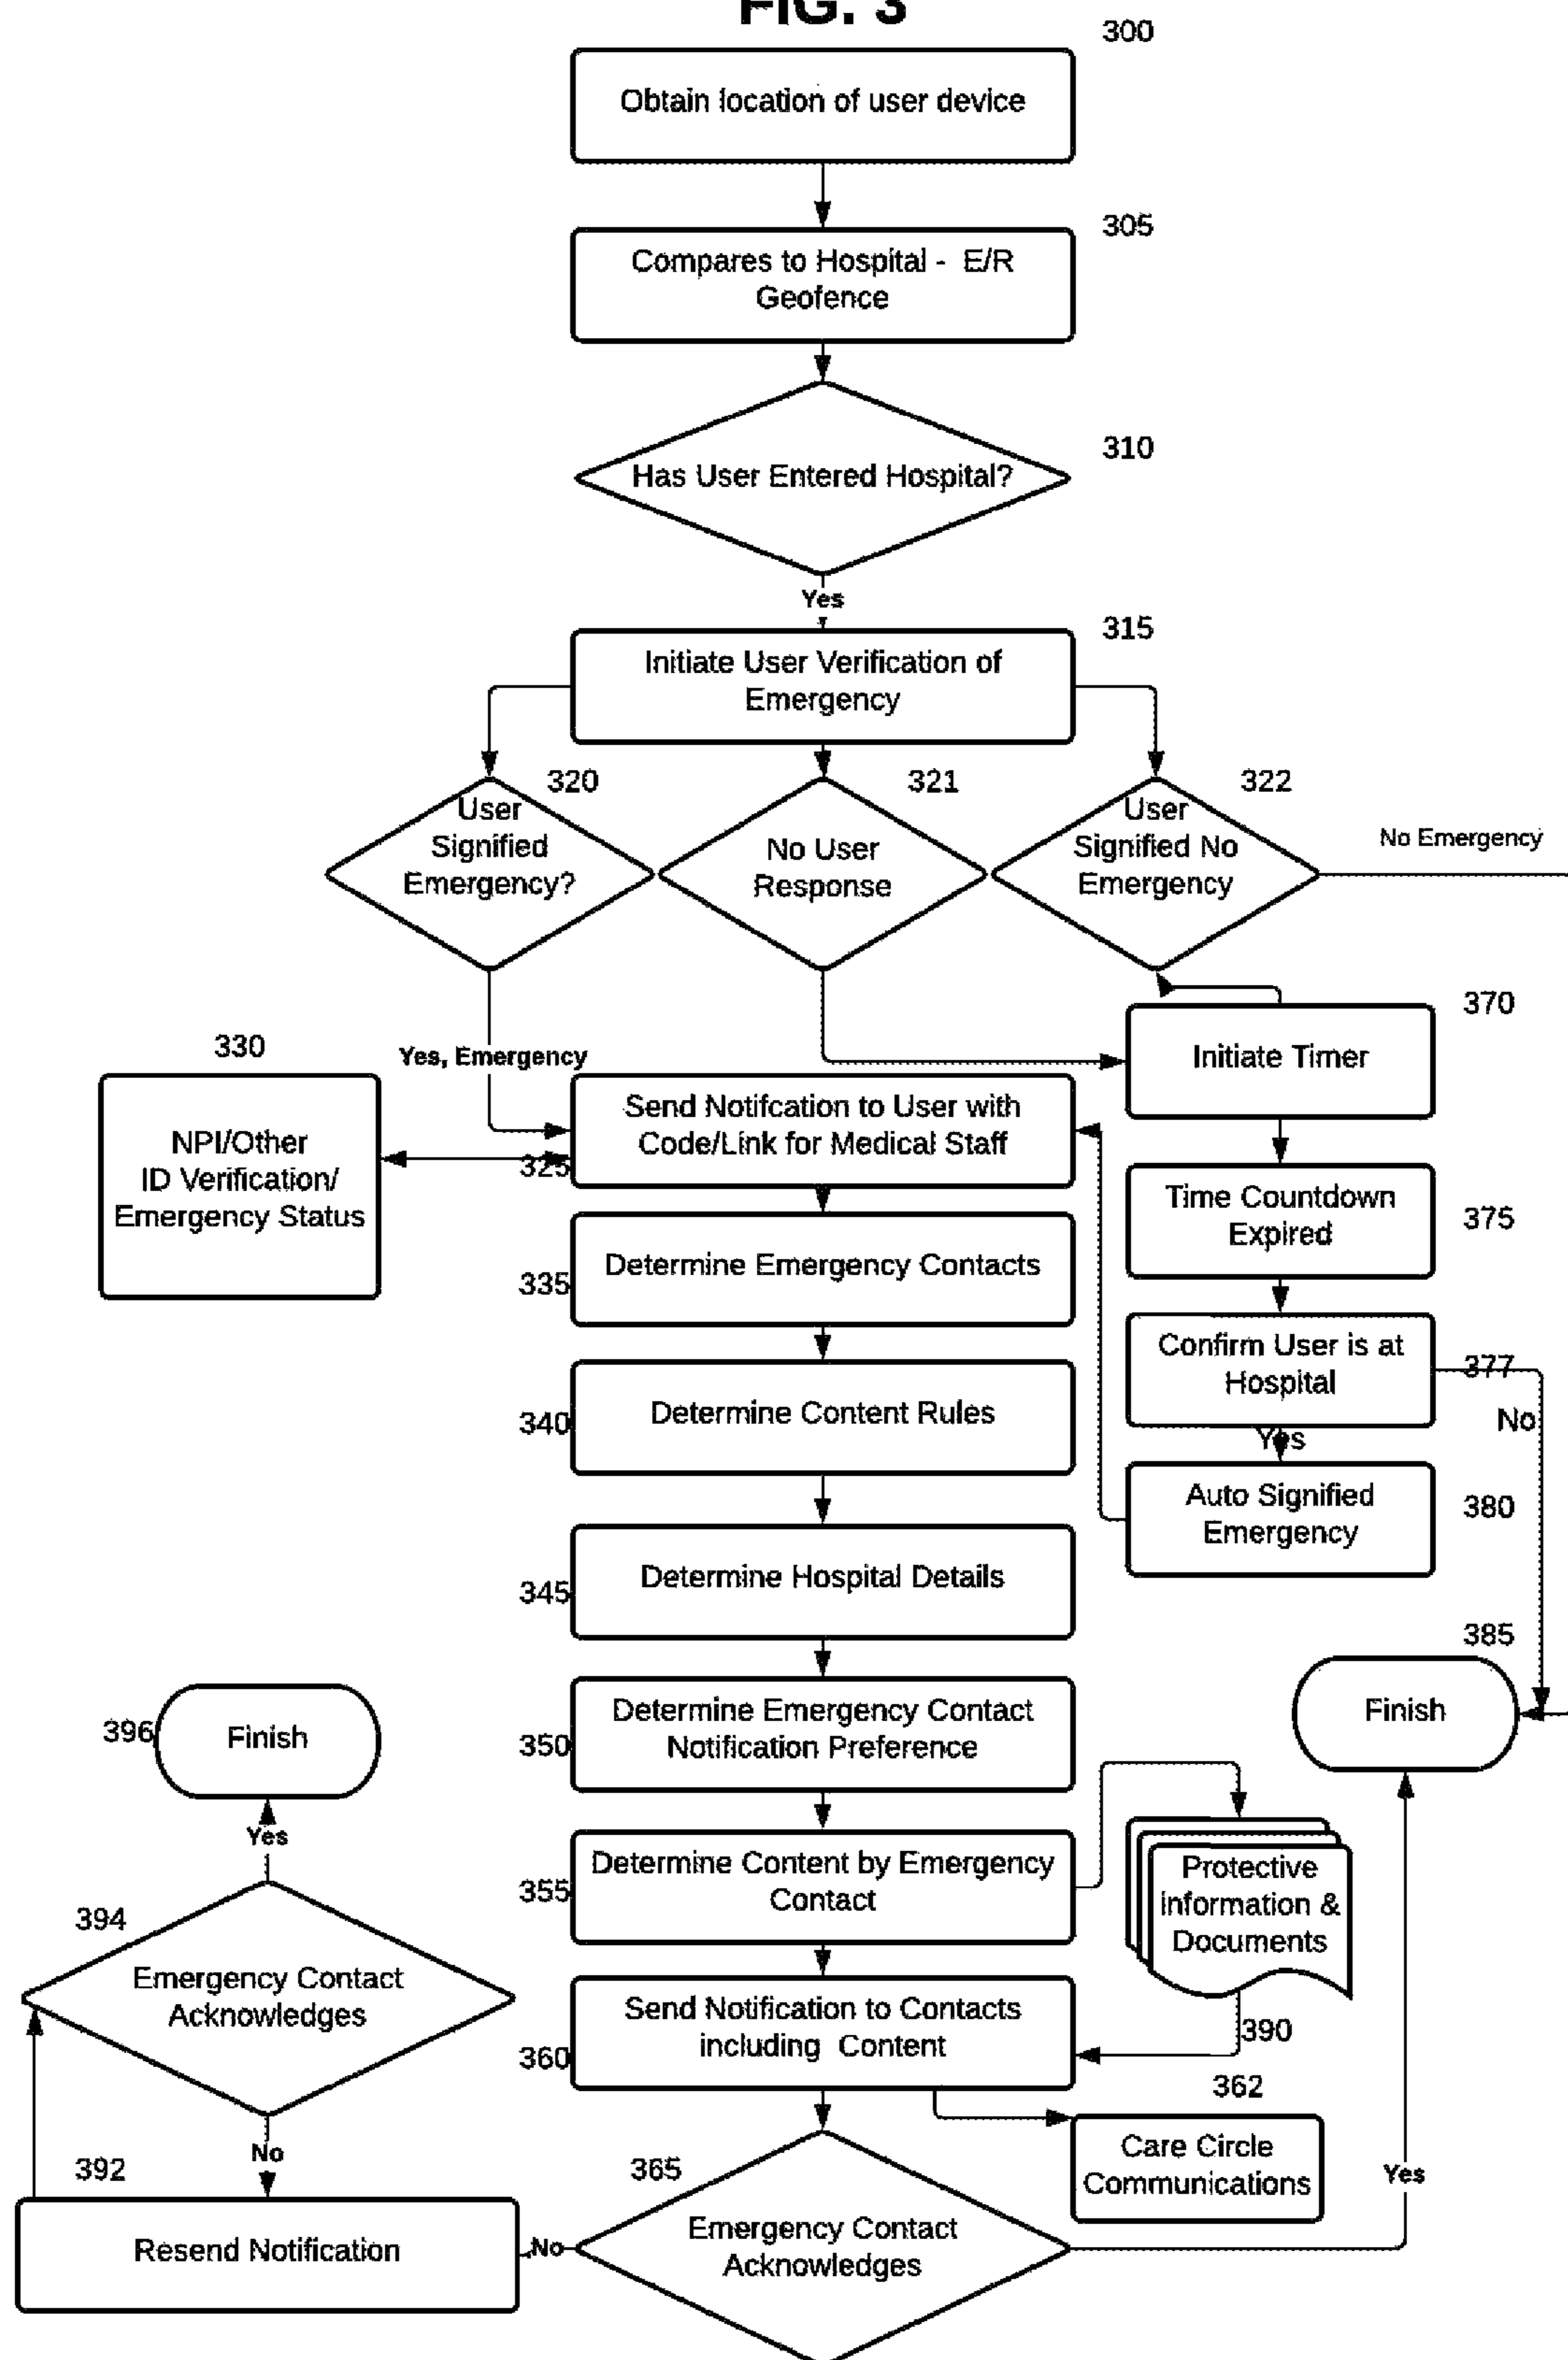 FIG. 3
300
Obtain location of user device
305
Compares to Hospital - E/R
Geofence
310
Has User Entered Hospital?
Yes
315
Initiate User Verification of
Emergency
320
User
Signified
Emergency?
321
No User
Response
322
User
Signified No
Emergency
No Emergency
370
Initiate Timer
330
NPI/Other
ID Verification/
Emergency Status
Yes, Emergency
Send Notifcation to User with
Code/Link for Medical Staff
325
Time Countdown
Expired
375
Determine Emergency Contacts
335
Confirm User is at
Hospital
377
No
Yes
Determine Content Rules
340
Auto Signified
Emergency
380
Determine Hospital Details
345
385
Finish
Determine Emergency Contact
Notification Preference
350
396
Finish
Yes
Determine Content by Emergency
Contact
355
Protective
Information &
Documents
390
394
Emergency Contact
Acknowledges
Send Notification to Contacts
including Content
360
362
Care Circle
Communications
No
392
Resend Notification
No
365
Emergency Contact
Acknowledges
Yes